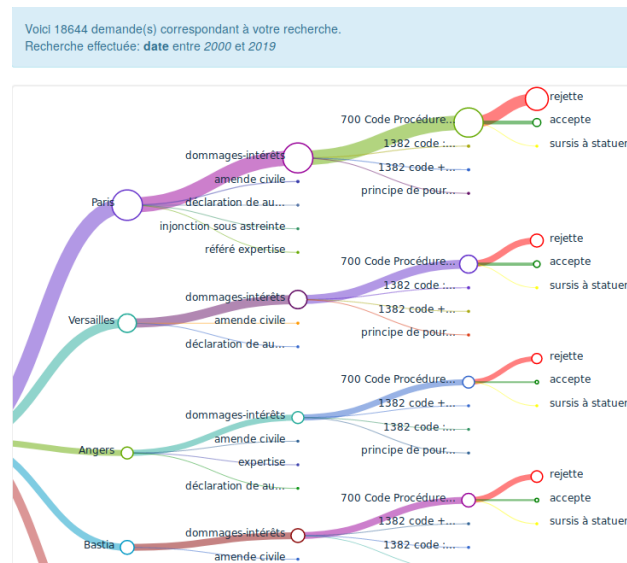 Voici 18644 demande(s) correspondant à votre recherche.
Recherche effectuée: date entre 2000 et 2019
rejette
700 Code Procédure...
accepte
1382 code :...
sursis à statuer
dommages-intérêts
1382 code +...
amende civile
principe de pour...
Paris
déclaration de au...
injonction sous astreinte
référé expertise
rejette
700 Code Procédure...
accepte
1382 code :...
sursis à statuer
dommages-intérêts
1382 code +...
Versailles
amende civile
principe de pour...
déclaration de au...
rejette
700 Code Procédure...
accepte
1382 code +...
sursis à statuer
dommages-intérêts
1382 code :...
amende civile
principe de pour...
Angers
expertise
déclaration de au...
rejette
700 Code Procédure...
accepte
1382 code +...
sursis à statuer
dommages-intérêts
1382 code :...
Bastia
amende civile